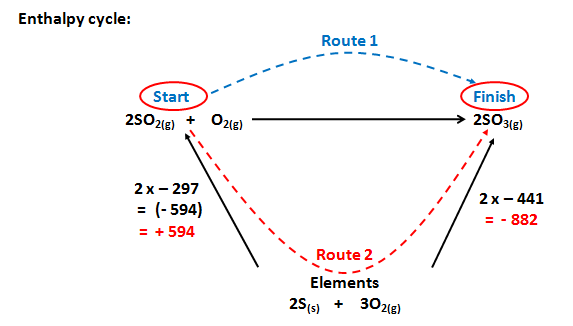 Enthalpy cycle:
Route 1
Start
Finish
2SO2(g) + O2(g)
2SO3(g)
2 x – 297
= (- 594)
= + 594
2 x – 441
= - 882
Route 2
Elements
2S(s) + 3O2(g)